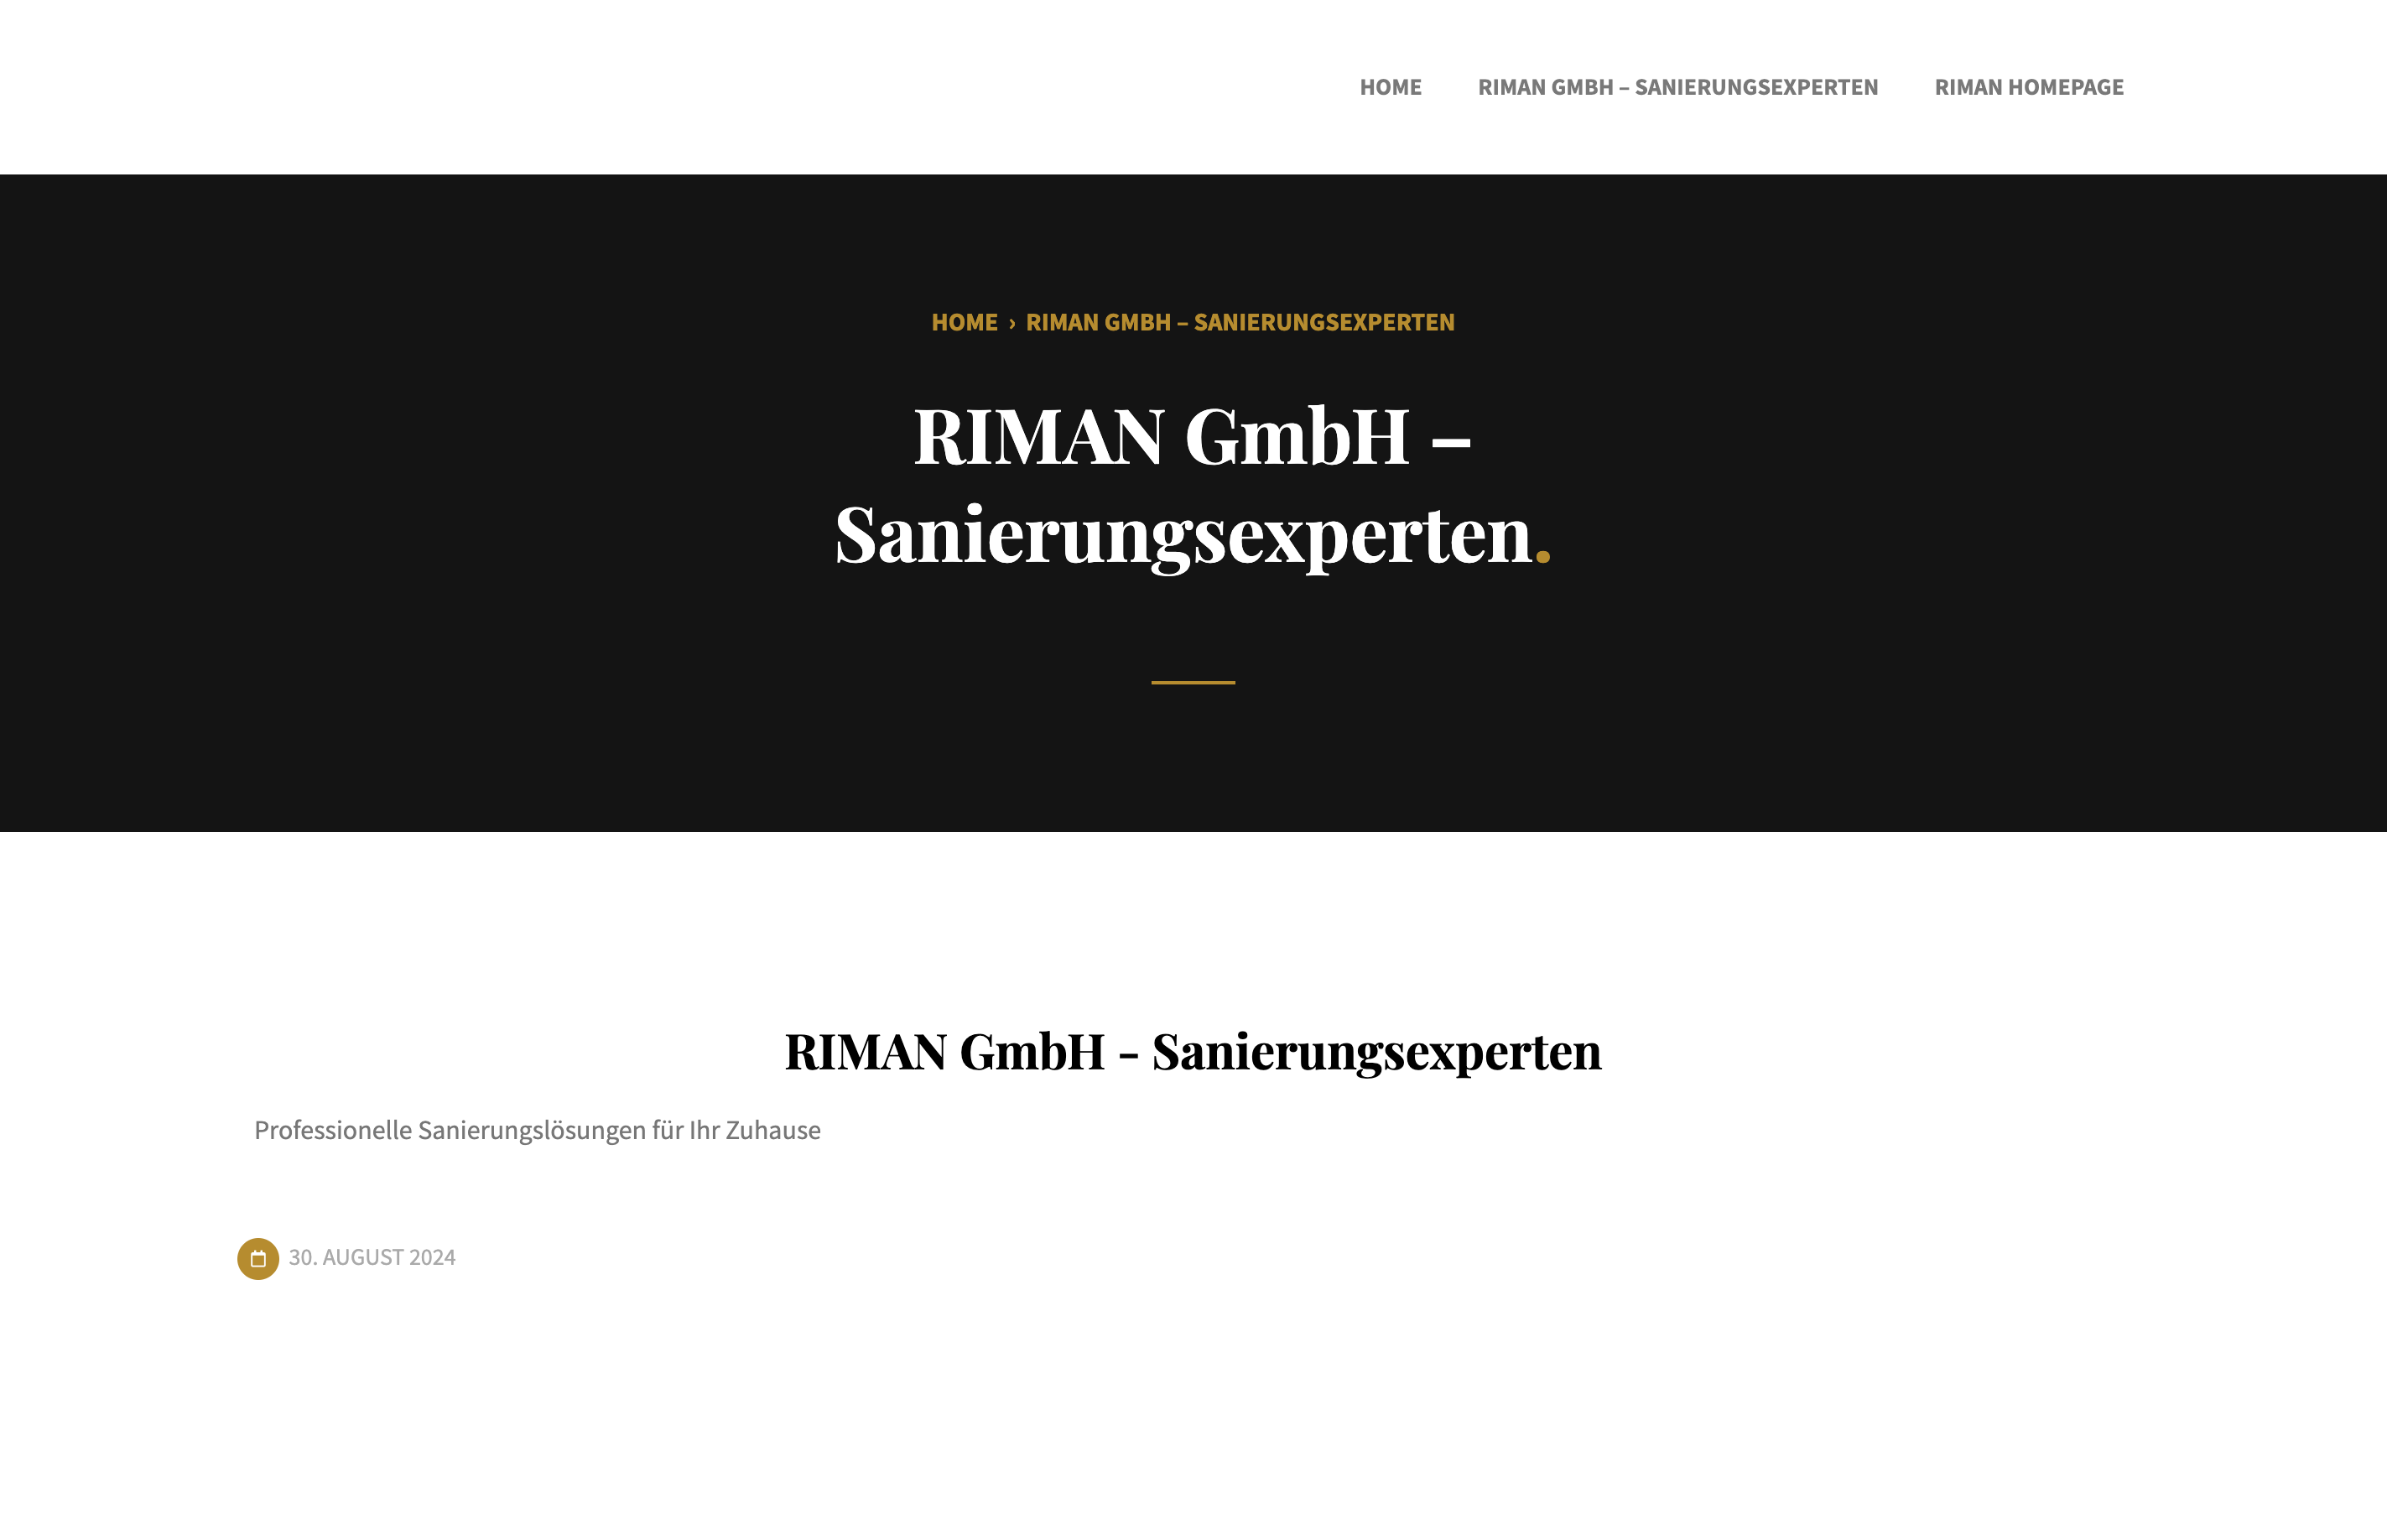 HOME RIMAN GMBH – SANIERUNGSEXPERTEN RIMAN HOMEPAGE
HOME › RIMAN GMBH – SANIERUNGSEXPERTEN
RIMAN GmbH –
Sanierungsexperten.
RIMAN GmbH – Sanierungsexperten
Professionelle Sanierungslösungen für Ihr Zuhause
30. AUGUST 2024